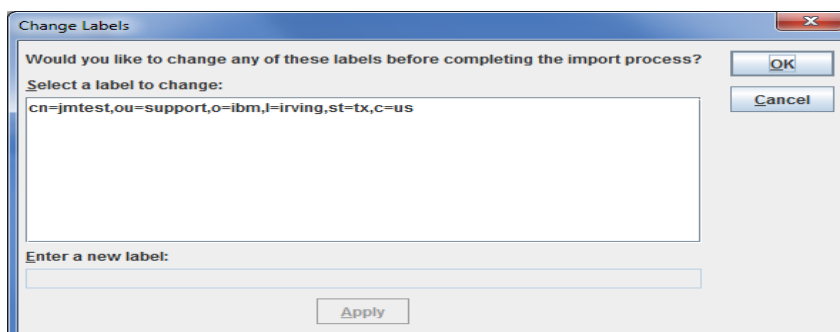 Change Labels
Would you like to change any of these labels before completing the import process?
Select a label to change:
cn=jmtest,ou=support,o=ibm,l=irving,st=tx,c=us
OK
Cancel
Enter a new label:
Apply